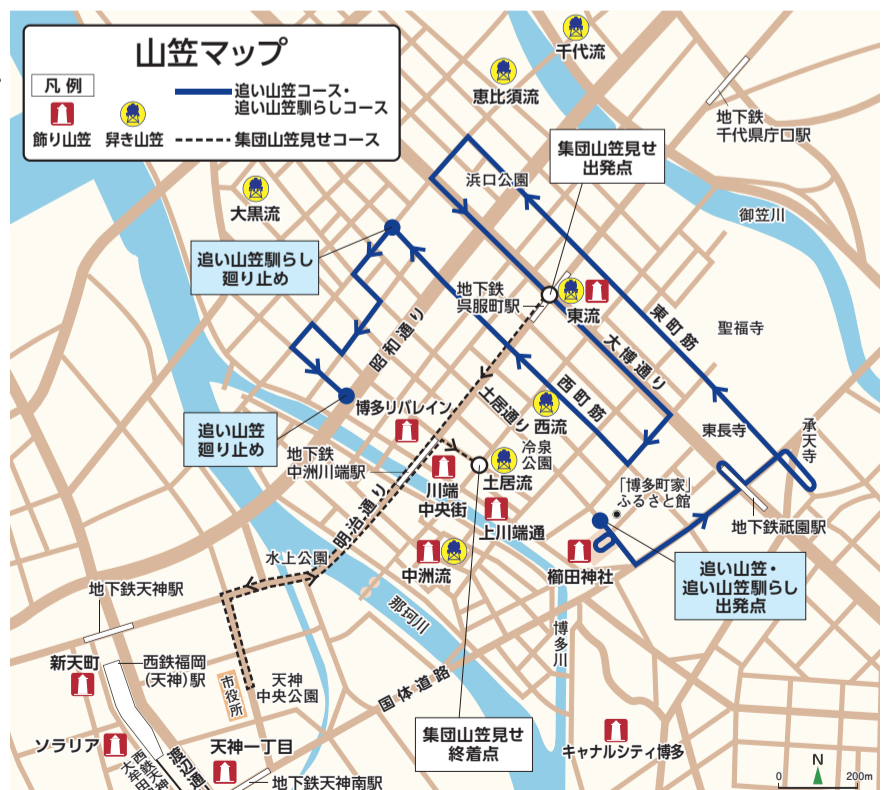 山笠マップ
凡例
飾り山笠
舁き山笠
追い山笠コース・
追い山笠馴らしコース
集団山笠見せコース
千代流
恵比須流
地下鉄
千代県庁口駅
集団山笠見せ
出発点
浜口公園
御笠川
大黒流
追い山笠馴らし
廻り止め
地下鉄
呉服町駅
東流
東町筋
聖福寺
昭和通り
大博通り
西町筋
土居通り
西流
博多リバレイン
追い山笠
廻り止め
地下鉄
中洲川端駅
冷泉
公園
東長寺
承天寺
土居流
川端
中央街
「博多町家」
ふるさと館
上川端通
地下鉄祇園駅
明治通り
水上公園
中洲流
櫛田神社
追い山笠・
追い山笠馴らし
出発点
地下鉄天神駅
那珂川
博多川
新天町
西鉄福岡
(天神)駅
市役所
天神
中央公園
国体道路
集団山笠見せ
終着点
ソラリア
天神一丁目
キャナルシティ博多
渡辺通
西鉄天神
大牟田
地下鉄天神南駅
N
0
200m